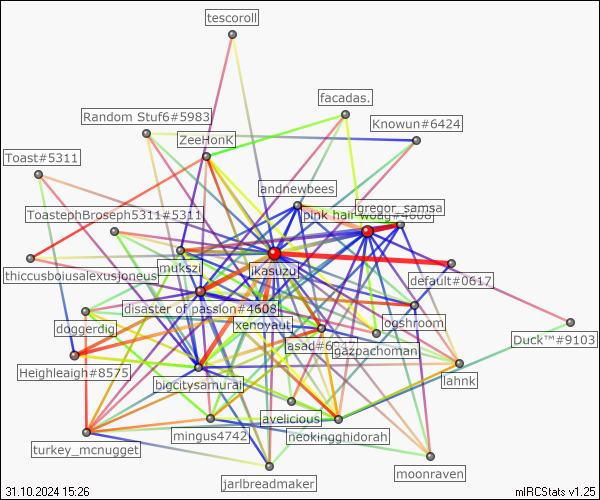 tescoroll
facadas.
Random Stuf6#5983
Knowun#6424
ZeeHonK
Toast#5311
andnewbees
gregor_samsa
ToastephBroseph5311#5311
pink hair woag#4608
mukszi
ikasuzu
default#0617
thiccusboiusalexusjoneus
disaster of passion#4608
xenoyaut
ogshroom
doggerdig
asad#6
Duck™#9103
gazpachoman
Heighleaigh#8575
bigcitysamurai
lahnk
avelicious
mingus4742
neokingghidorah
turkey_mcnugget
moonraven
jarlbreadmaker
31.10.2024 15:26
mIRCStats v1.25